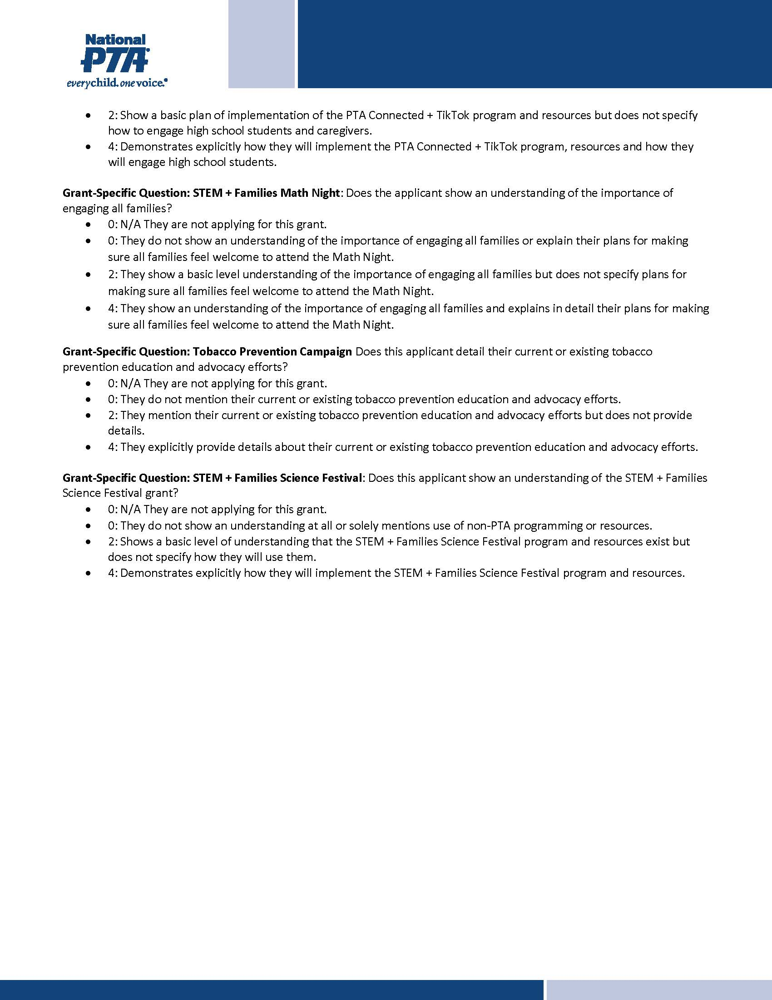 National
PTA®
everychild.onevoice.®
• 2: Show a basic plan of implementation of the PTA Connected + TikTok program and resources but does not specify
how to engage high school students and caregivers.
• 4: Demonstrates explicitly how they will implement the PTA Connected + TikTok program, resources and how they
will engage high school students.
Grant-Specific Question: STEM + Families Math Night: Does the applicant show an understanding of the importance of
engaging all families?
• 0: N/A They are not applying for this grant.
• 0: They do not show an understanding of the importance of engaging all families or explain their plans for making
sure all families feel welcome to attend the Math Night.
• 2: They show a basic level understanding of the importance of engaging all families but does not specify plans for
making sure all families feel welcome to attend the Math Night.
• 4: They show an understanding of the importance of engaging all families and explains in detail their plans for making
sure all families feel welcome to attend the Math Night.
Grant-Specific Question: Tobacco Prevention Campaign Does this applicant detail their current or existing tobacco
prevention education and advocacy efforts?
• 0: N/A They are not applying for this grant.
• 0: They do not mention their current or existing tobacco prevention education and advocacy efforts.
• 2: They mention their current or existing tobacco prevention education and advocacy efforts but does not provide
details.
• 4: They explicitly provide details about their current or existing tobacco prevention education and advocacy efforts.
Grant-Specific Question: STEM + Families Science Festival: Does this applicant show an understanding of the STEM + Families
Science Festival grant?
• 0: N/A They are not applying for this grant.
• 0: They do not show an understanding at all or solely mentions use of non-PTA programming or resources.
• 2: Shows a basic level of understanding that the STEM + Families Science Festival program and resources exist but
does not specify how they will use them.
• 4: Demonstrates explicitly how they will implement the STEM + Families Science Festival program and resources.